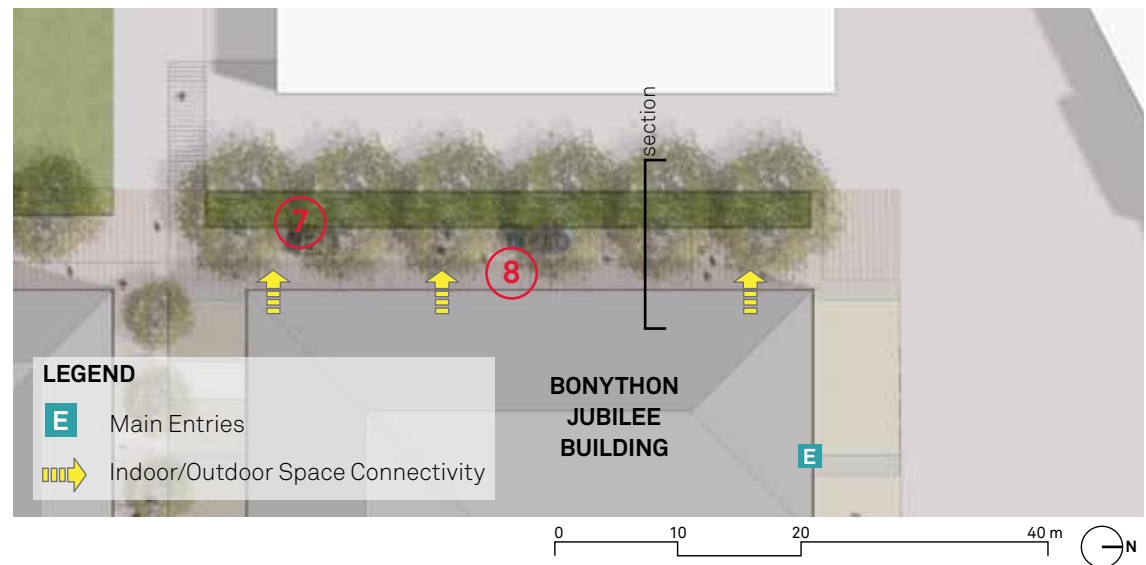 section
7
8
LEGEND
E Main Entries
Indoor/Outdoor Space Connectivity
BONYTHON
JUBILEE
BUILDING
E
0 10 20 40 m
N